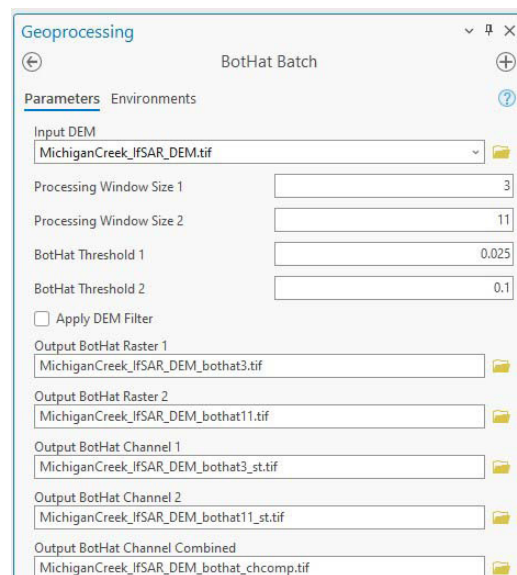 Geoprocessing
BotHat Batch
Parameters Environments
Input DEM
MichiganCreek_IfSAR_DEM.tif
Processing Window Size 1
3
Processing Window Size 2
11
BotHat Threshold 1
0.025
BotHat Threshold 2
0.1
Apply DEM Filter
Output BotHat Raster 1
MichiganCreek_IfSAR_DEM_bothat3.tif
Output BotHat Raster 2
MichiganCreek_IfSAR_DEM_bothat11.tif
Output BotHat Channel 1
MichiganCreek_IfSAR_DEM_bothat3_st.tif
Output BotHat Channel 2
MichiganCreek_IfSAR_DEM_bothat11_st.tif
Output BotHat Channel Combined
MichiganCreek_IfSAR_DEM_bothat_chcomp.tif